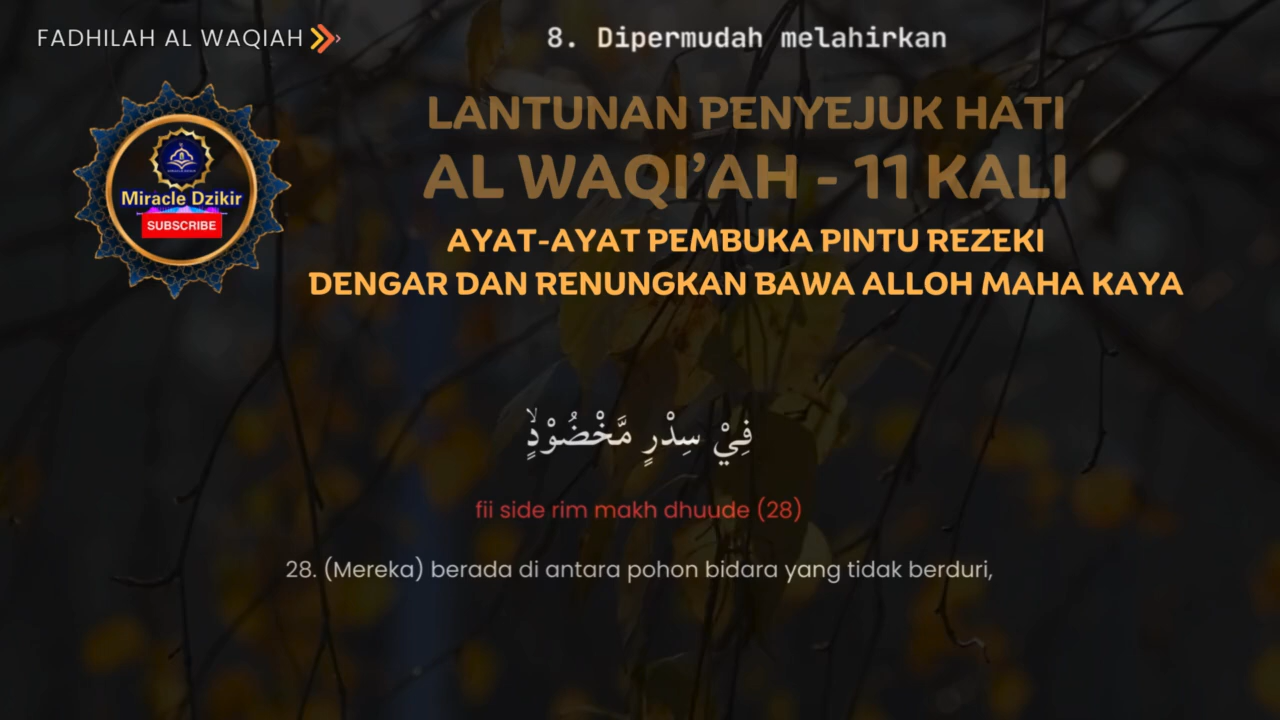 FADHILAH AL WAQIAH
8. Dipermudah melahirkan
LANTUNAN PENYEJUK HATI
AL WAQI'AH - 11 KALI
AYAT-AYAT PEMBUKA PINTU REZEKI
DENGAR DAN RENUNGKAN BAWA ALLOH MAHA KAYA
Miracle Dzikir
SUBSCRIBE
فِيْ سِدْرٍ مَّخْضُوْدٍۙ
fii side rim makh dhuude (28)
28. (Mereka) berada di antara pohon bidara yang tidak berduri,